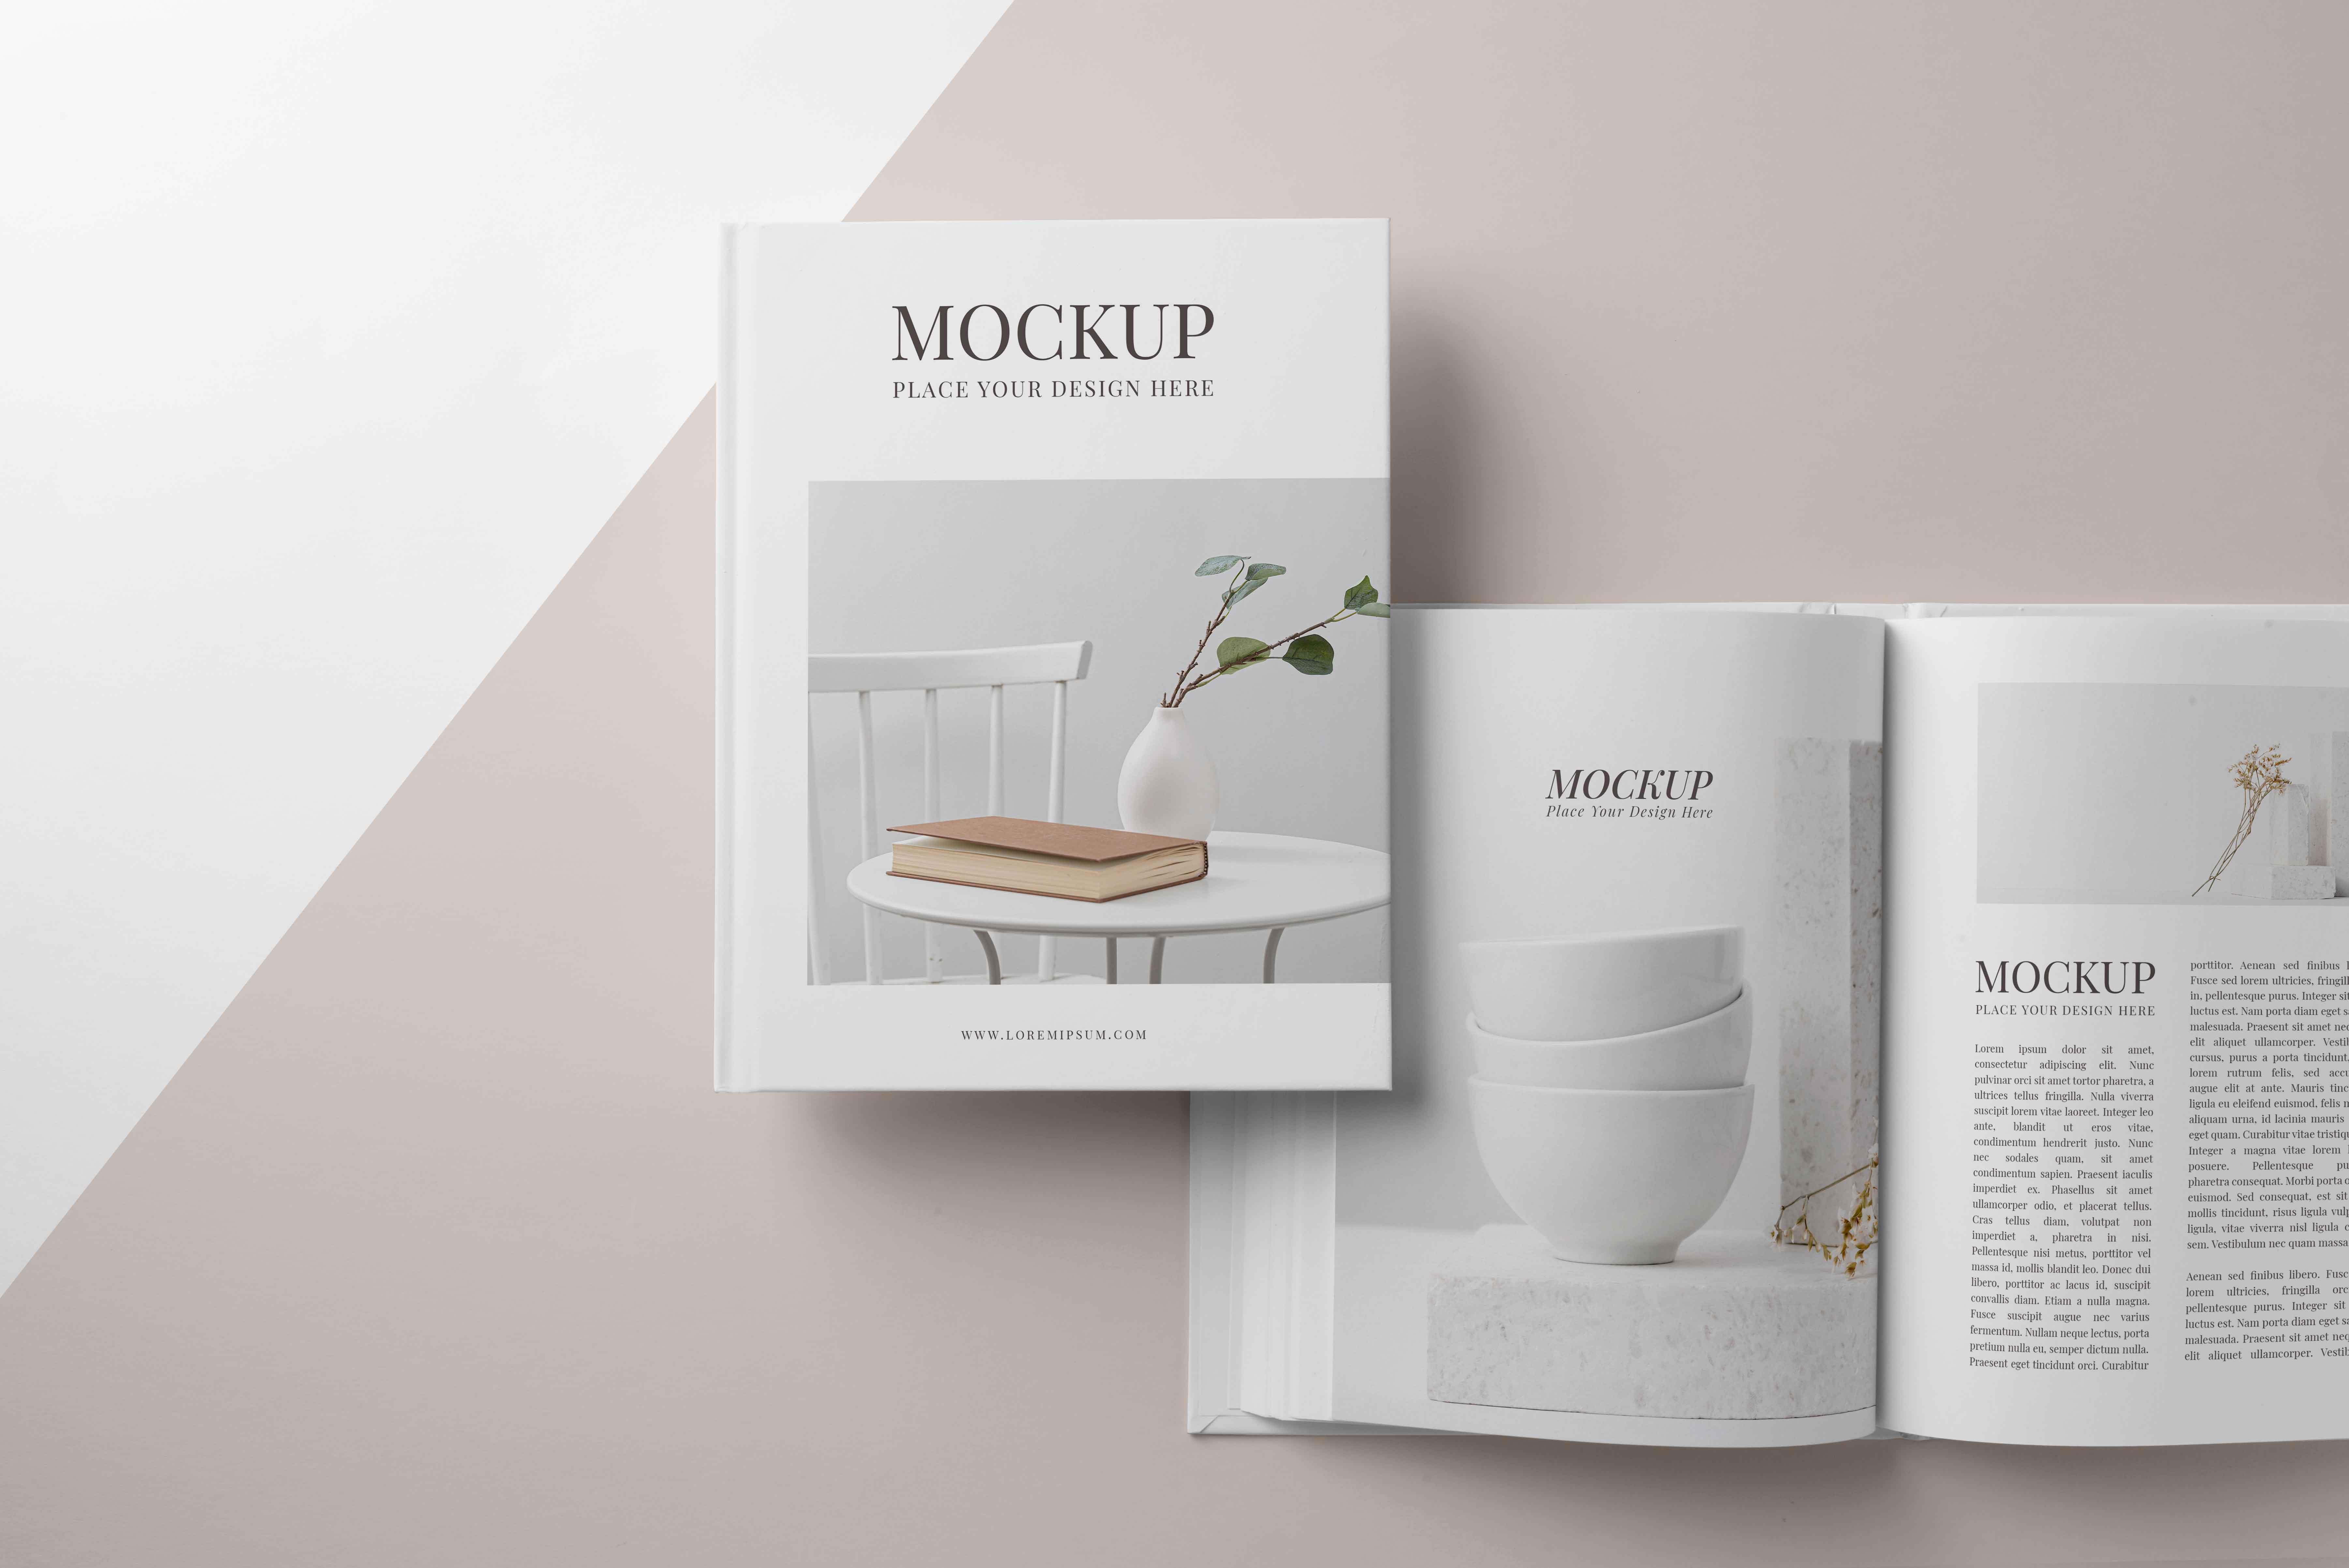 MOCKUP
PLACE YOUR DESIGN HERE
WWW.LOREMIPSUM.COM
MOCKUP
Place Your Design Here
MOCKUP
PLACE YOUR DESIGN HERE
Lorem ipsum dolor sit amet,
consectetur adipiscing elit. Nunc
pulvinar orci sit amet tortor pharetra, a
ultrices tellus fringilla. Nulla viverra
suscipit lorem vitae laoreet. Integer leo
ante, blandit ut eros vitae,
condimentum hendrerit justo. Nunc
nec sodales quam, sit amet
condimentum sapien. Praesent iaculis
imperdiet ex. Phasellus sit amet
ullamcorper odio, et placerat tellus.
Cras tellus diam, volutpat non
imperdiet a, pharetra in nisi.
Pellentesque nisi metus, porttitor vel
massa id, mollis blandit leo. Donec dui
libero, porttitor ac lacus id, suscipit
convallis diam. Etiam a nulla magna.
Fusce suscipit augue nec varius
fermentum. Nullam neque lectus, porta
pretium nulla eu, semper dictum nulla.
Praesent eget tincidunt orci. Curabitur
porttitor. Aenean sed finibus
Fusce sed lorem ultricies,
in, pellentesque purus. Integer
luctus est. Nam porta diam eget
malesuada. Praesent sit amet
elit aliquet ullamcorper.
cursus, purus a porta tincidunt,
lorem rutrum felis, sed
augue elit at ante. Mauris
ligula eu eleifend euismod, felis
aliquam urna, id lacinia mauris
eget quam. Curabitur vitae
Integer a magna vitae lorem
posuere. Pellentesque
pharetra consequat. Morbi porta
euismod. Sed consequat, est sit
mollis tincidunt, risus ligula
ligula, vitae viverra nisl ligula
sem. Vestibulum nec quam massa
Aenean sed finibus libero.
lorem ultricies, fringilla
pellentesque purus. Integer sit
luctus est. Nam porta diam eget
malesuada. Praesent sit amet
elit aliquet ullamcorper.